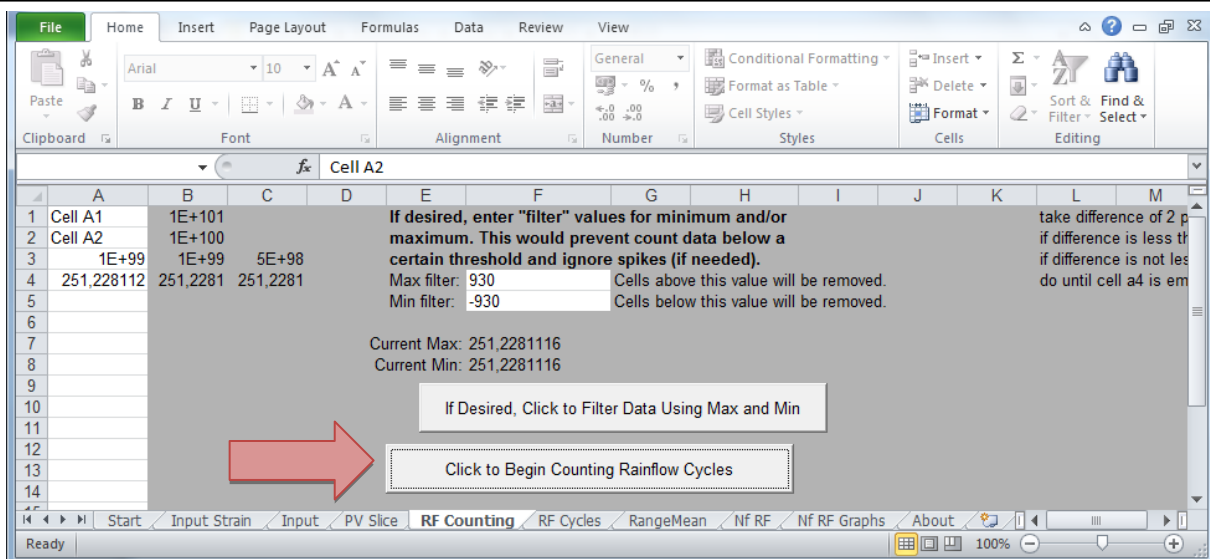 File Home Insert Page Layout Formulas Data Review View
Paste
Arial 10
B I U
General
% ,
Conditional Formatting
Format as Table
Cell Styles
Insert
Delete
Format
Sort & Filter
Find & Select
Clipboard Font Alignment Number Styles Cells Editing
fx Cell A2
A B C D E F G H I J K L M
1 Cell A1 1E+101 If desired, enter "filter" values for minimum and/or take difference of 2 p
2 Cell A2 1E+100 maximum. This would prevent count data below a if difference is less th
3 1E+99 1E+99 5E+98 certain threshold and ignore spikes (if needed). if difference is not les
4 251,228112 251,2281 251,2281 Max filter: 930 Cells above this value will be removed. do until cell a4 is em
5 Min filter: -930 Cells below this value will be removed.
6
7 Current Max: 251,2281116
8 Current Min: 251,2281116
9
10 If Desired, Click to Filter Data Using Max and Min
11
12
13 Click to Begin Counting Rainflow Cycles
14
Start Input Strain Input PV Slice RF Counting RF Cycles RangeMean Nf RF Nf RF Graphs About
Ready 100%